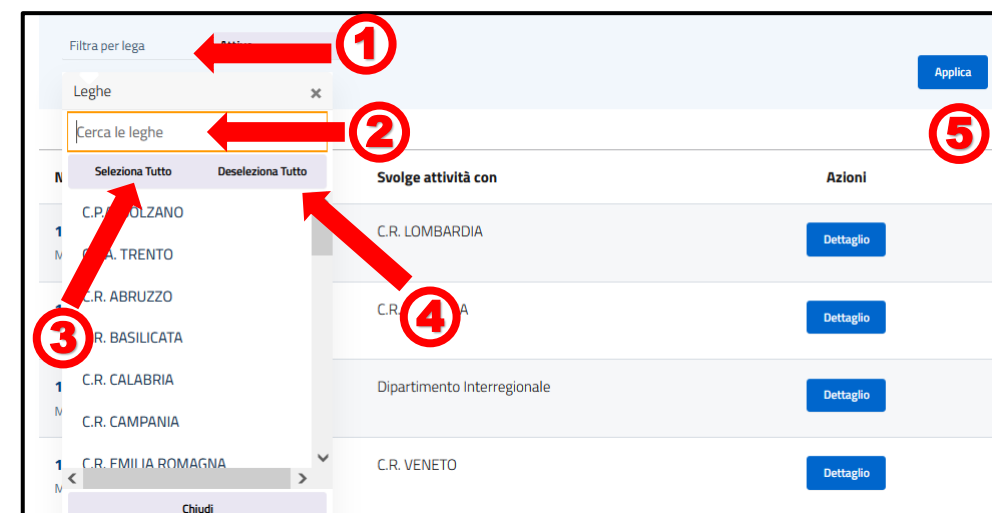 Filtra per lega
1
Applica
Leghe ×
Cerca le leghe
2
5
Seleziona Tutto Deseleziona Tutto
N Svolge attività con Azioni
C.R. LOMBARDIA
Dettaglio
TRENTO
C.R. ABRUZZO
C.R.
4
Dettaglio
3
BASILICATA
C.R. CALABRIA
Dipartimento Interregionale
Dettaglio
C.R. CAMPANIA
C.R. EMILIA ROMAGNA
C.R. VENETO
Dettaglio
Chiudi